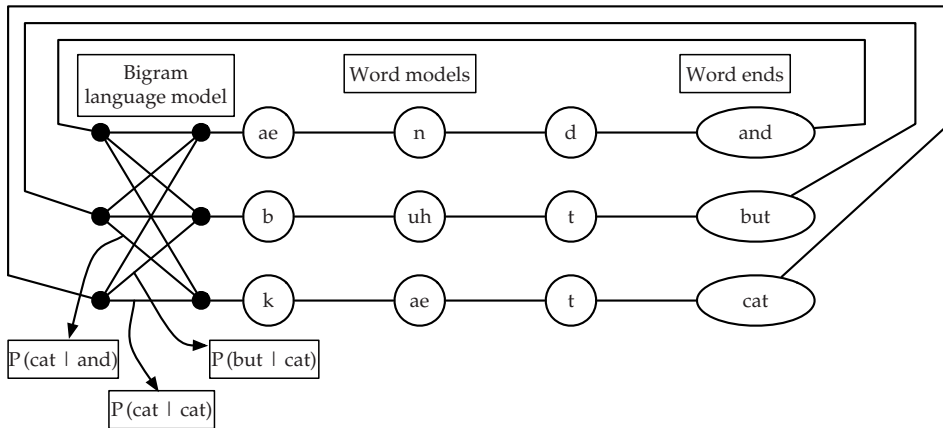 Bigram
language model
Word models
Word ends
ae
n
d
and
b
uh
t
but
k
ae
t
cat
P(cat | and)
P(but | cat)
P(cat | cat)